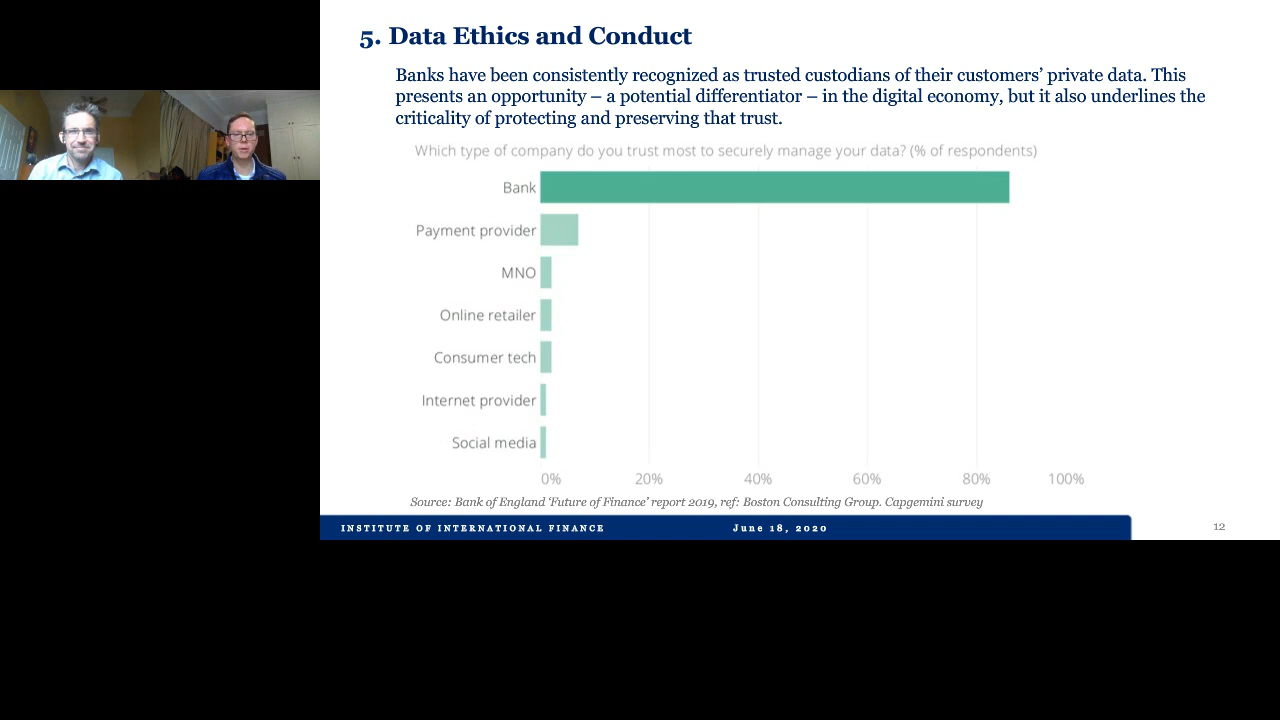 5. Data Ethics and Conduct
Banks have been consistently recognized as trusted custodians of their customers’ private data. This
presents an opportunity – a potential differentiator – in the digital economy, but it also underlines the
criticality of protecting and preserving that trust.
Which type of company do you trust most to securely manage your data? (% of respondents)
Bank
Payment provider
MNO
Online retailer
Consumer tech
Internet provider
Social media
0% 20% 40% 60% 80% 100%
Source: Bank of England ‘Future of Finance’ report 2019, ref: Boston Consulting Group. Capgemini survey
INSTITUTE OF INTERNATIONAL FINANCE June 18, 2020 12